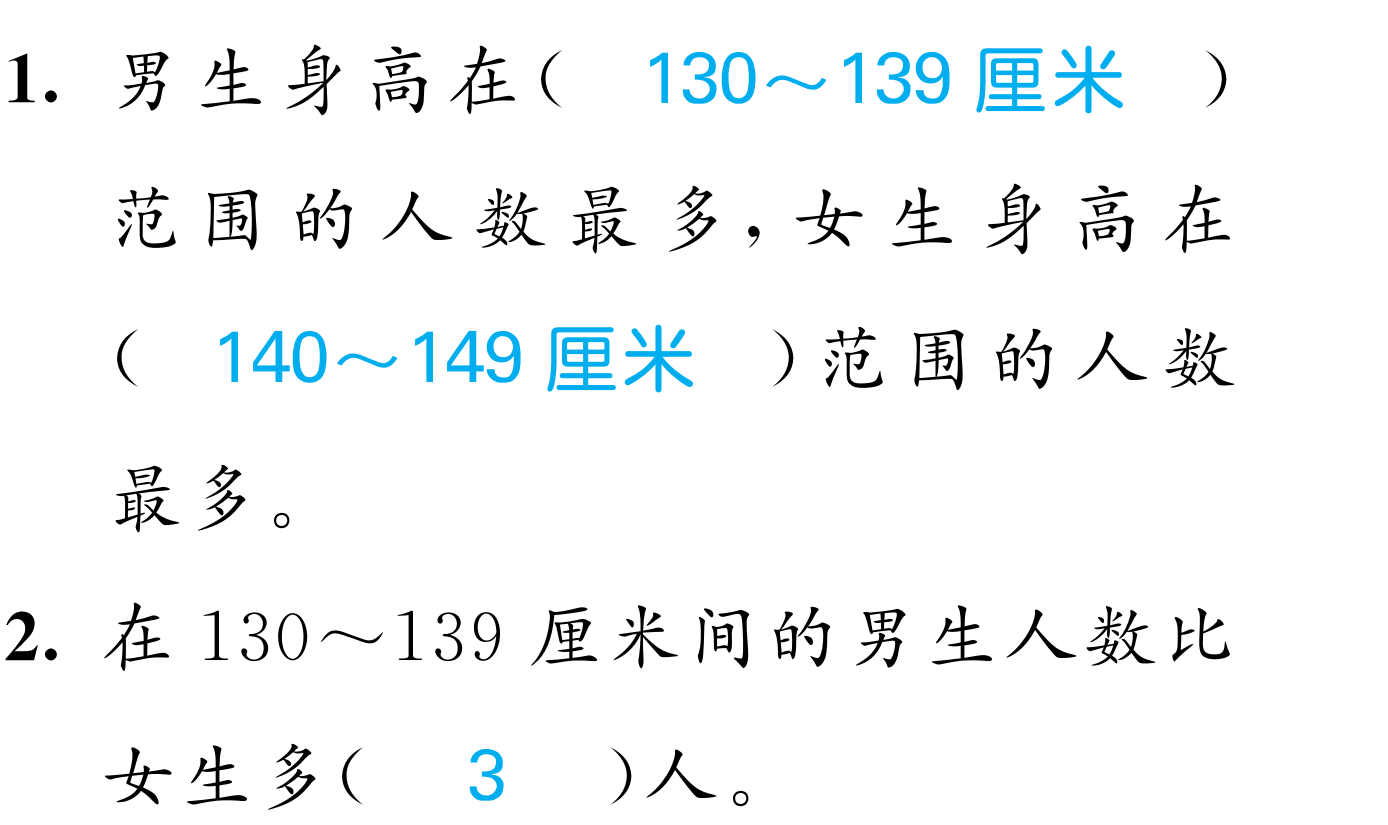 1. 男生身高在( 130～139 厘米 )
范围的人数最多,女生身高在
( 140～149 厘米 )范围的人数
最多。
2. 在 130～139 厘米间的男生人数比
女生多( 3 )人。